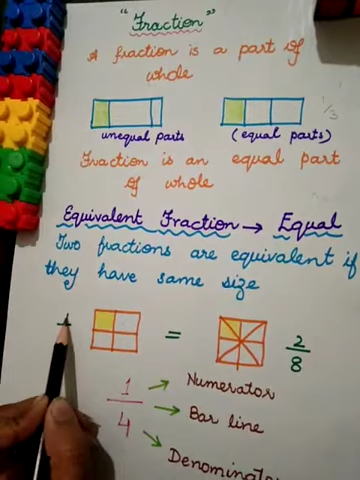 "Fraction"
A fraction is a part of
whole
1/3
unequal parts (equal parts)
Fraction is an equal part
of whole
Equivalent Fraction → Equal
Two fractions are equivalent if
they have same size
= 2/8
1/4
→ Numerator
→ Bar line